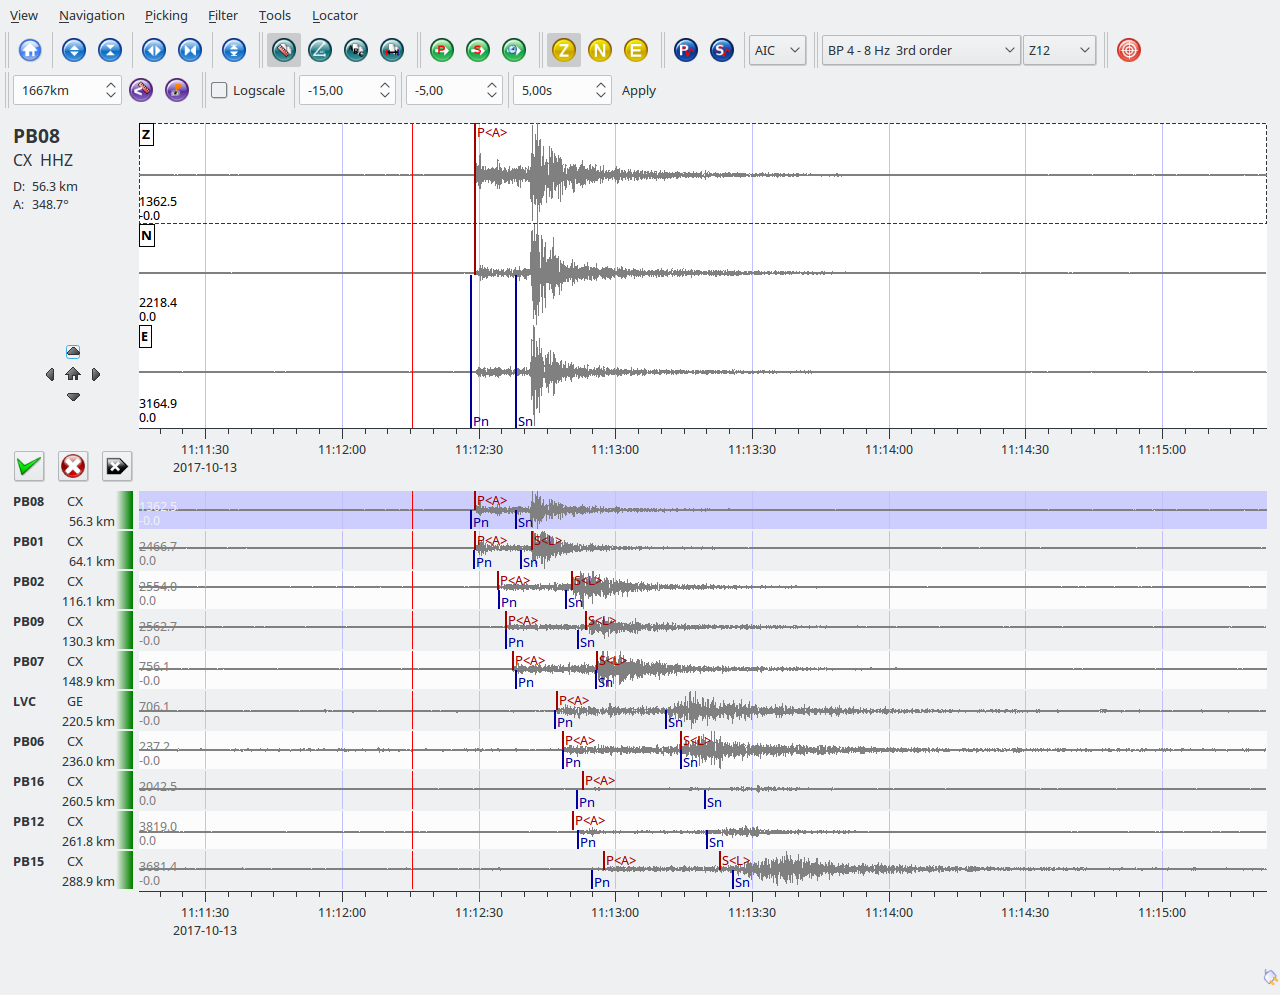 View Navigation Picking Filter Tools Locator
P S Z N E P S AIC BP 4 - 8 Hz 3rd order Z12
1667km Logscale -15,00 -5,00 5,00s Apply
PB08
CX HHZ
D: 56.3 km
A: 348.7°
Z P<A>
1362.5
-0.0
N
2218.4
0.0
E
3164.9
0.0
Pn Sn
11:11:30 11:12:00 11:12:30 11:13:00 11:13:30 11:14:00 11:14:30 11:15:00
2017-10-13
PB08 CX 1362.5 P<A>
56.3 km -0.0 Pn Sn
PB01 CX 2466.7 P<A> S<L>
64.1 km 0.0 Pn Sn
PB02 CX 2554.0 P<A> S<L>
116.1 km 0.0 Pn Sn
PB09 CX 2562.7 P<A> S<L>
130.3 km -0.0 Pn Sn
PB07 CX 756.1 P<A> S<L>
148.9 km -0.0 Pn Sn
LVC GE 706.1 P<A>
220.5 km -0.0 Pn Sn
PB06 CX 237.2 P<A> S<L>
236.0 km -0.0 Pn Sn
PB16 CX 2042.5 P<A>
260.5 km 0.0 Pn Sn
PB12 CX 3819.0 P<A>
261.8 km 0.0 Pn Sn
PB15 CX 3681.4 P<A> S<L>
288.9 km -0.0 Pn Sn
11:11:30 11:12:00 11:12:30 11:13:00 11:13:30 11:14:00 11:14:30 11:15:00
2017-10-13